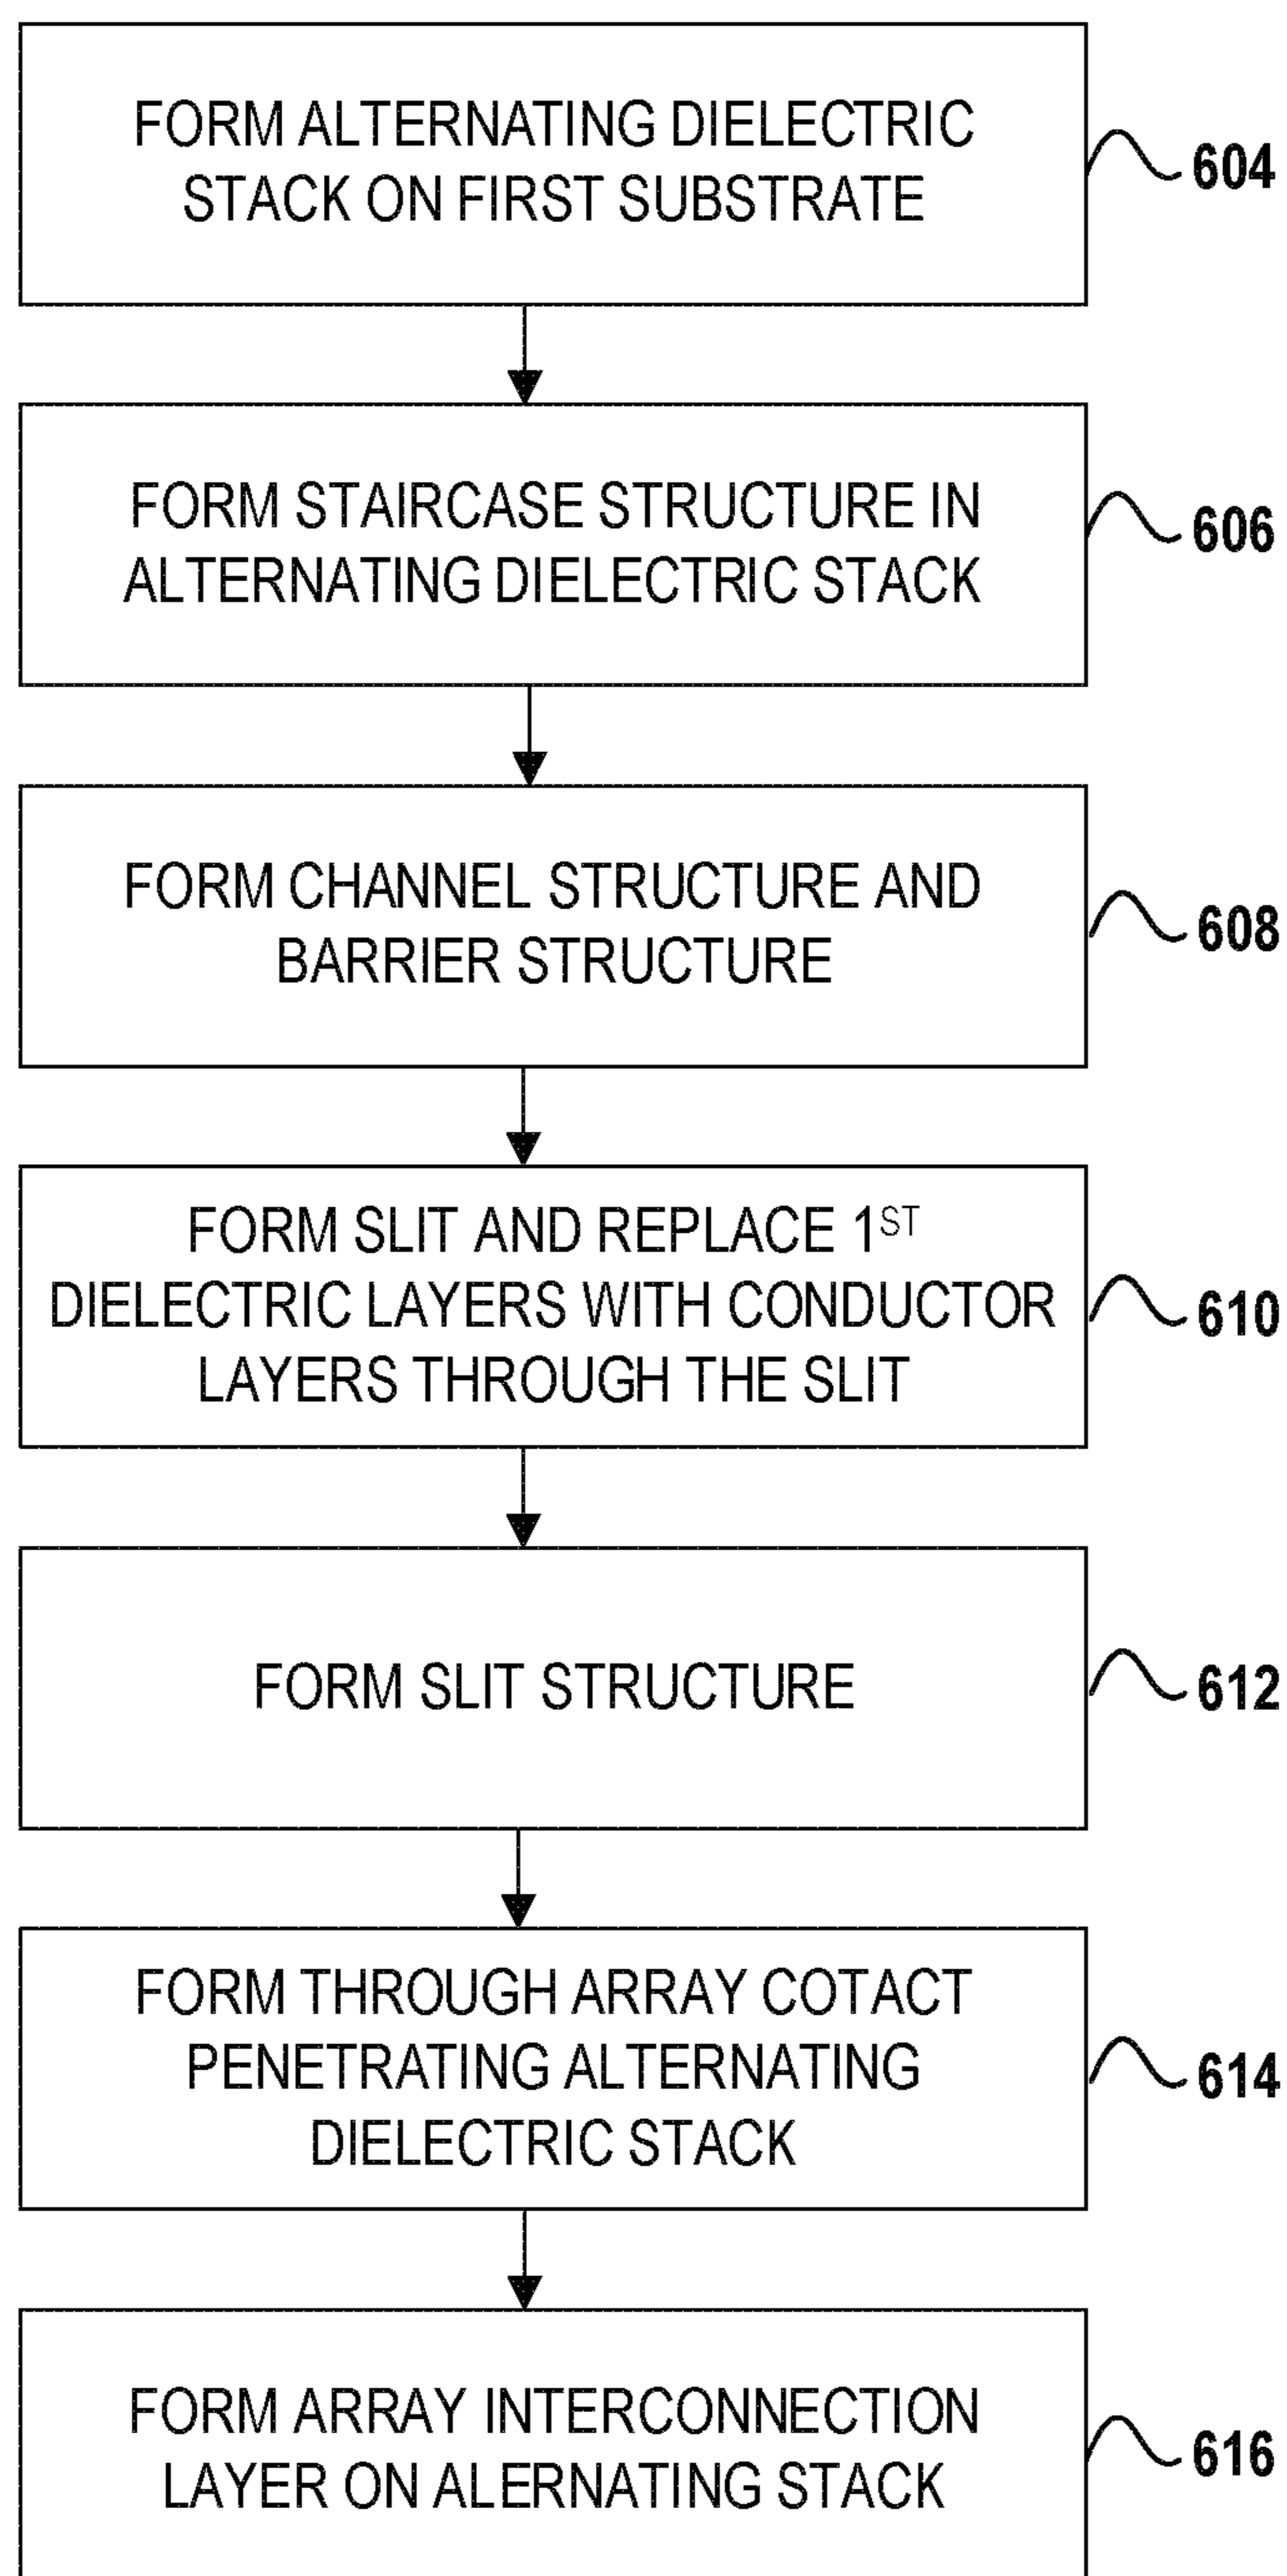 FORM ALTERNATING DIELECTRIC
STACK ON FIRST SUBSTRATE
604
FORM STAIRCASE STRUCTURE IN
ALTERNATING DIELECTRIC STACK
606
FORM CHANNEL STRUCTURE AND
BARRIER STRUCTURE
608
FORM SLIT AND REPLACE 1ST
DIELECTRIC LAYERS WITH CONDUCTOR
LAYERS THROUGH THE SLIT
610
FORM SLIT STRUCTURE
612
FORM THROUGH ARRAY COTACT
PENETRATING ALTERNATING
DIELECTRIC STACK
614
FORM ARRAY INTERCONNECTION
LAYER ON ALERNATING STACK
616